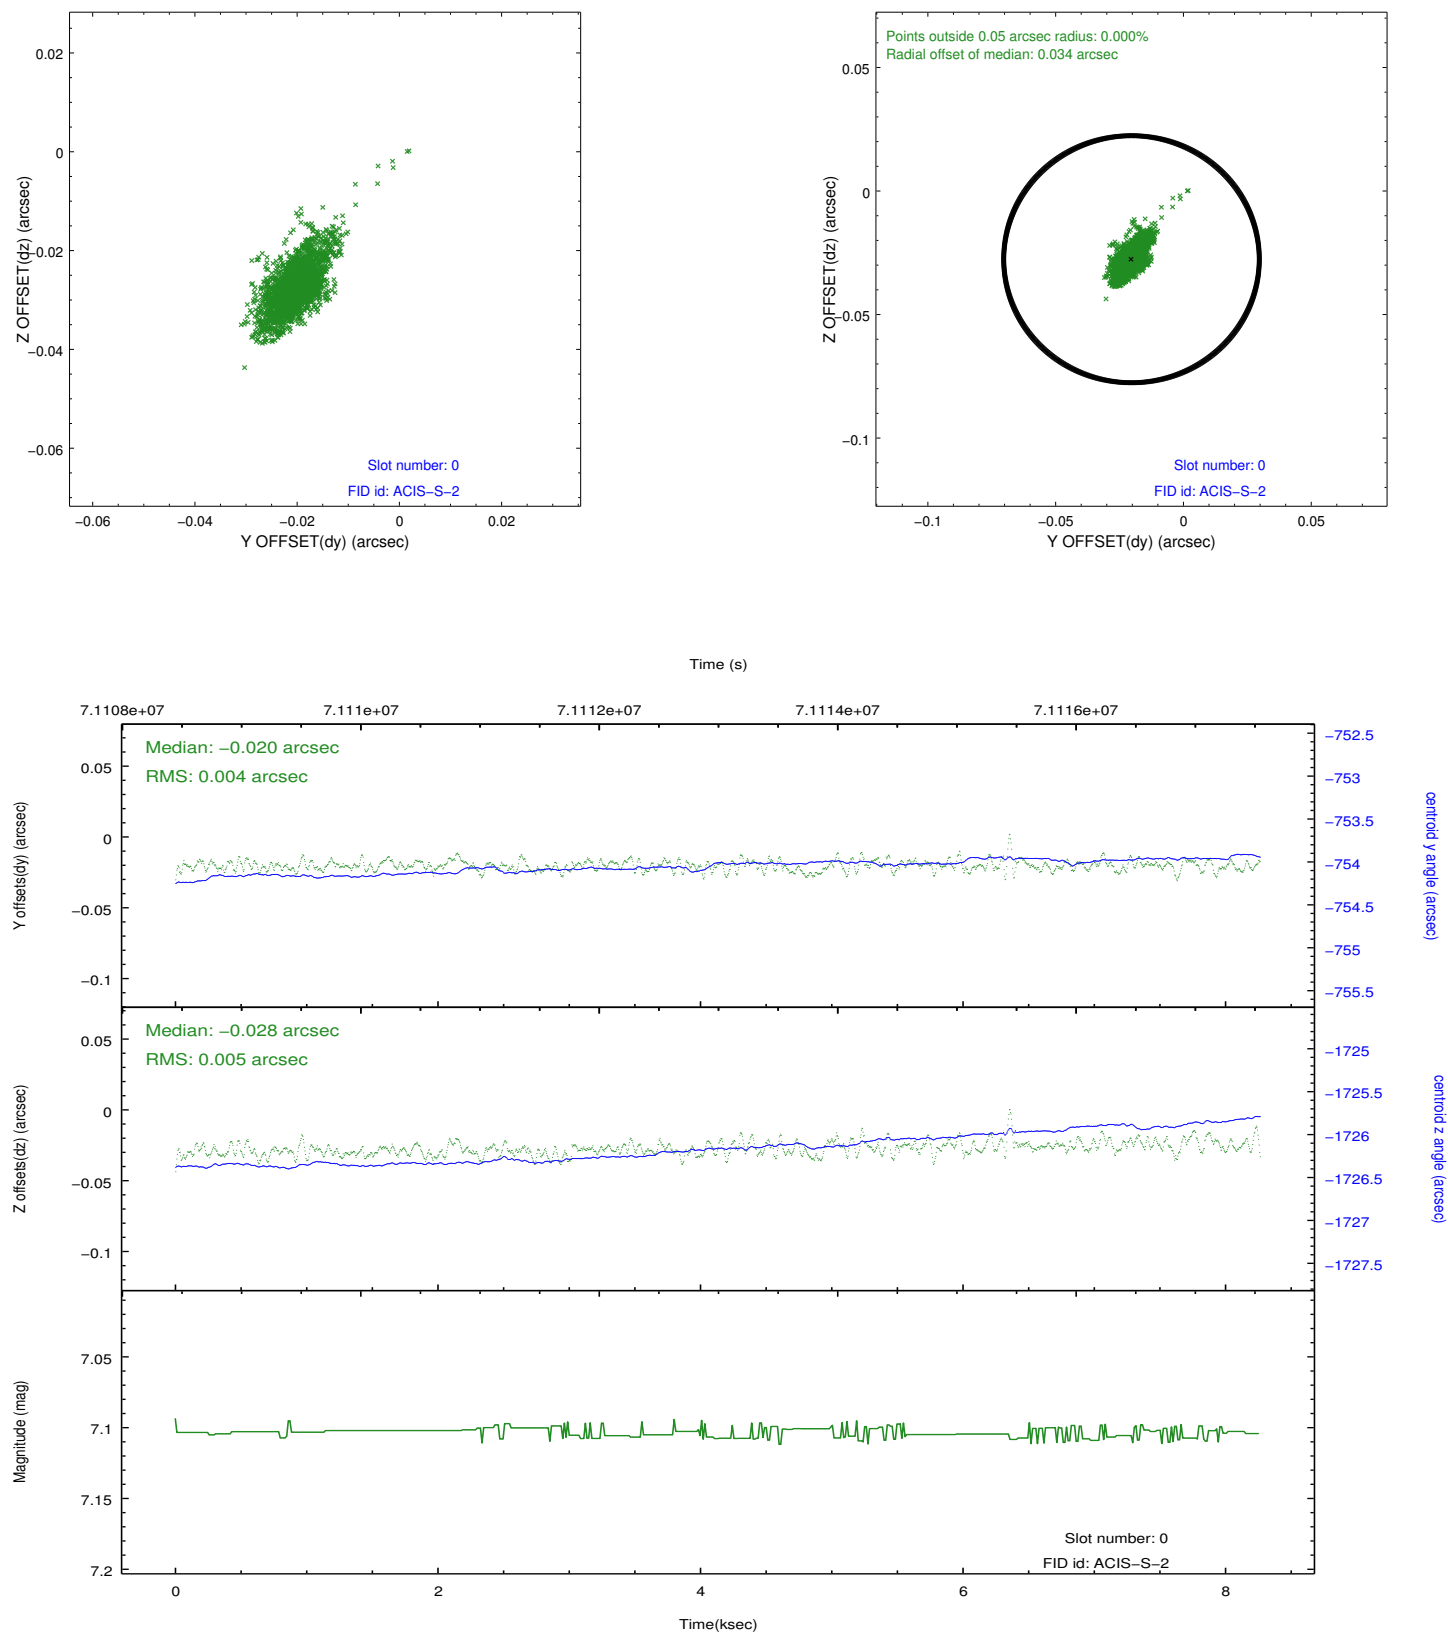 0.02
0
−0.02
−0.04
−0.06
Z OFFSET(dz) (arcsec)
Slot number: 0
FID id: ACIS−S−2
−0.06
−0.04
−0.02
0
0.02
Y OFFSET(dy) (arcsec)
Points outside 0.05 arcsec radius: 0.000%
Radial offset of median: 0.034 arcsec
0.05
0
−0.05
−0.1
Z OFFSET(dz) (arcsec)
Slot number: 0
FID id: ACIS−S−2
−0.1
−0.05
0
0.05
Y OFFSET(dy) (arcsec)
Time (s)
7.1108e+07
7.111e+07
7.1112e+07
7.1114e+07
7.1116e+07
Median: −0.020 arcsec
RMS: 0.004 arcsec
0.05
0
−0.05
−0.1
Y offsets(dy) (arcsec)
−752.5
−753
−753.5
−754
−754.5
−755
−755.5
centroid y angle (arcsec)
Median: −0.028 arcsec
RMS: 0.005 arcsec
0.05
0
−0.05
−0.1
Z offsets(dz) (arcsec)
−1725
−1725.5
−1726
−1726.5
−1727
−1727.5
centroid z angle (arcsec)
7.05
7.1
7.15
7.2
Magnitude (mag)
Slot number: 0
FID id: ACIS−S−2
0
2
4
6
8
Time(ksec)